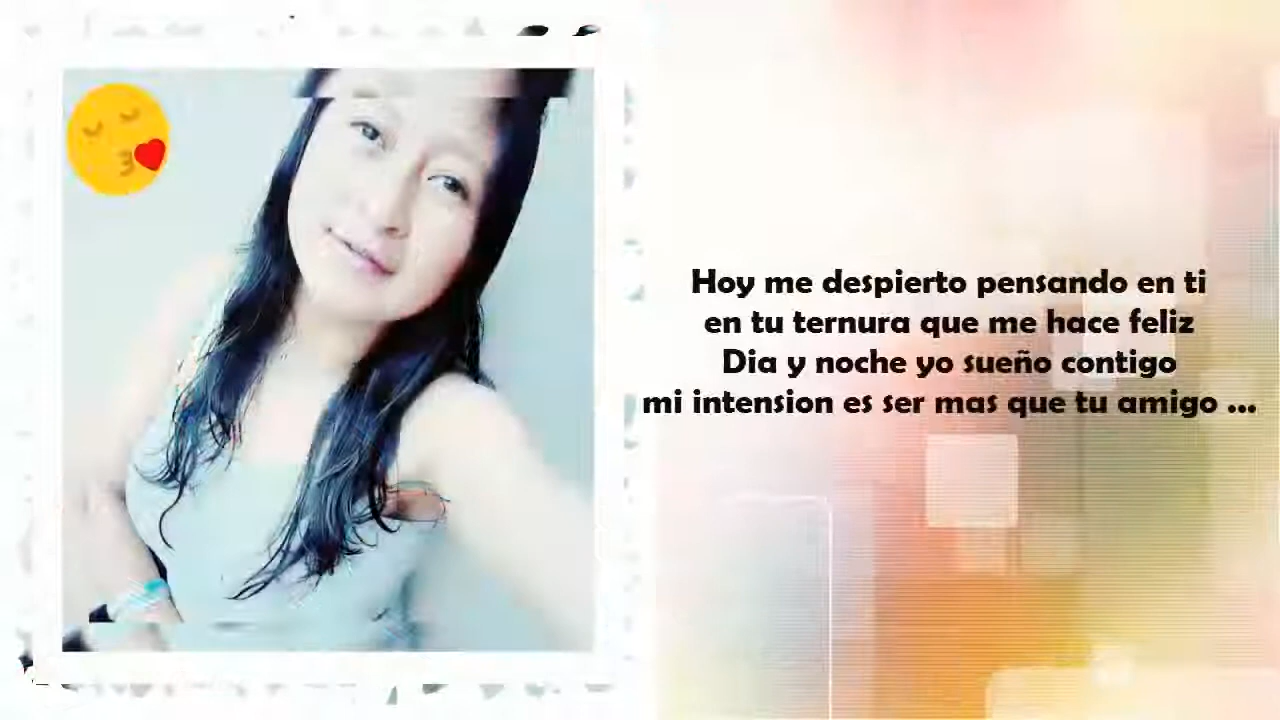 Hoy me despierto pensando en ti
en tu ternura que me hace feliz
Dia y noche yo sueño contigo
mi intension es ser mas que tu amigo ...